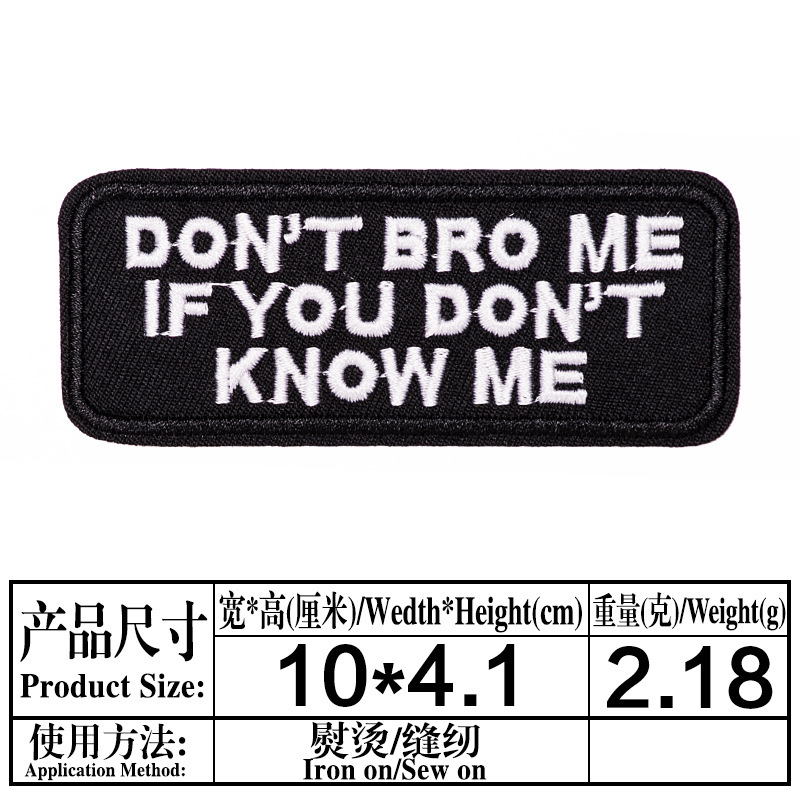 DON'T BRO ME
IF YOU DON'T
KNOW ME
产品尺寸
Product Size:
宽*高(厘米)/Wedth*Height(cm)
重量(克)/Weight(g)
10*4.1
2.18
使用方法:
Application Method:
熨烫/缝纫
Iron on/Sew on